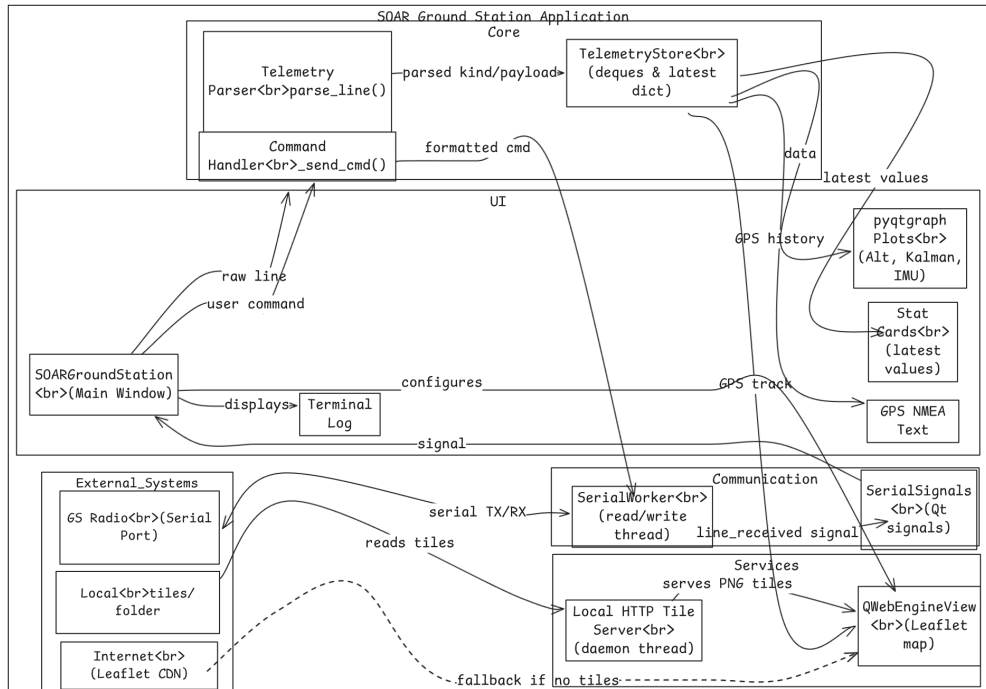 SOAR Ground Station Application
Core
Telemetry
Parser<br>parse_line()
parsed kind/payload
TelemetryStore<br>
(deques & latest
dict)
Command
Handler<br>_send_cmd()
formatted cmd
data
latest values
UI
pyqtgraph
Plots<br>
(Alt, Kalman,
IMU)
GPS history
raw line
user command
Stat
Cards<br>
(latest
values)
SOARGroundStation
<br>(Main Window)
configures
GPS track
displays
Terminal
Log
GPS NMEA
Text
signal
External_Systems
Communication
GS Radio<br>(Serial
Port)
serial TX/RX
SerialWorker<br>
(read/write
thread)
line_received signal
SerialSignals
<br>(Qt
signals)
reads tiles
Services
serves PNG tiles
Local<br>tiles/
folder
Local HTTP Tile
Server<br>
(daemon thread)
QWebEngineView
<br>(Leaflet
map)
Internet<br>
(Leaflet CDN)
fallback if no tiles